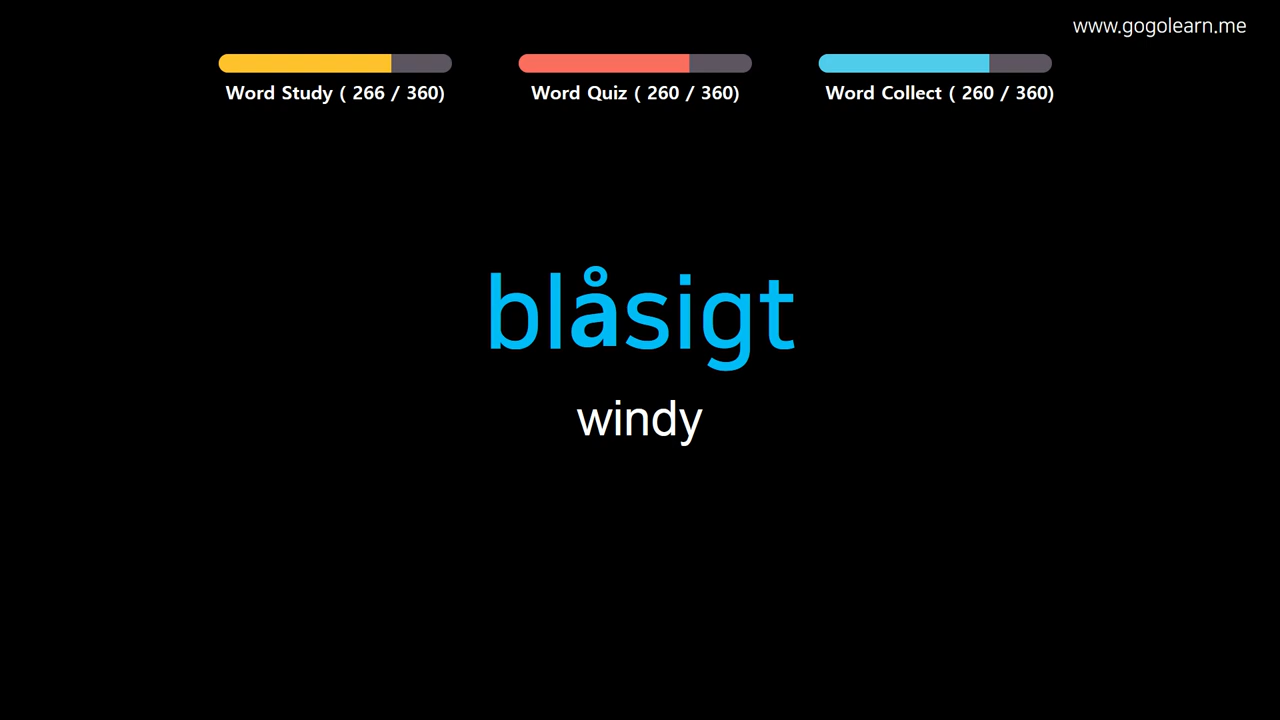 www.gogolearn.me
Word Study ( 266 / 360)
Word Quiz ( 260 / 360)
Word Collect ( 260 / 360)
blåsigt
windy